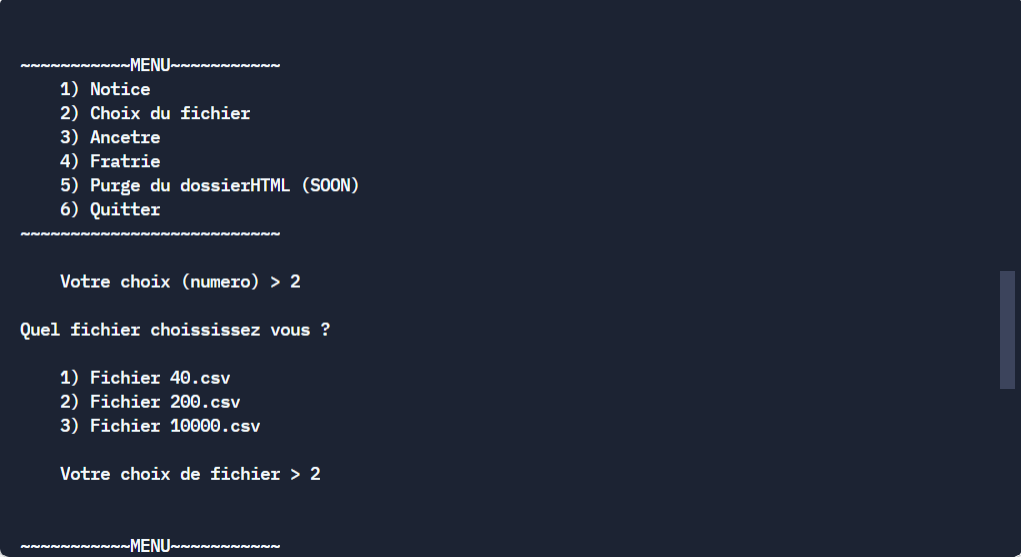 ~~~~~~~~~~~MENU~~~~~~~~~~~
1) Notice
2) Choix du fichier
3) Ancetre
4) Fratrie
5) Purge du dossierHTML (SOON)
6) Quitter
~~~~~~~~~~~~~~~~~~~~~~~~~~
Votre choix (numero) > 2
Quel fichier choississez vous ?
1) Fichier 40.csv
2) Fichier 200.csv
3) Fichier 10000.csv
Votre choix de fichier > 2
~~~~~~~~~~~MENU~~~~~~~~~~~